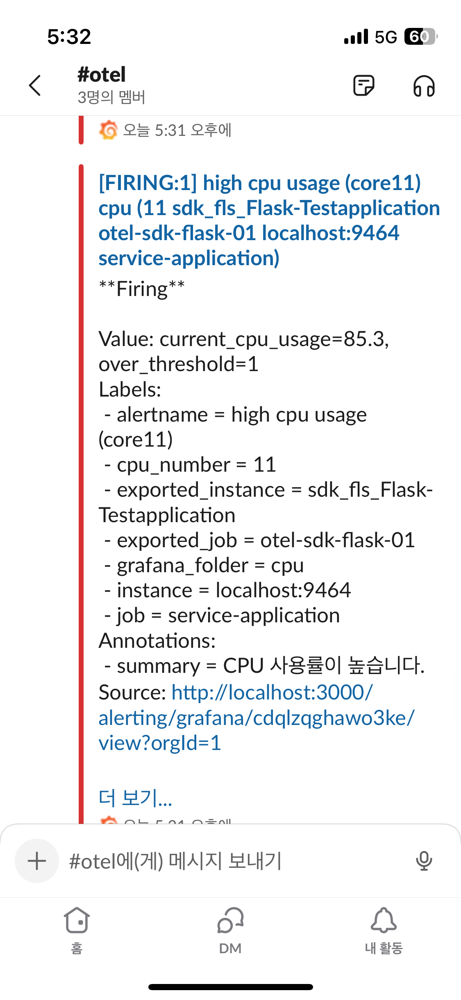 5:32
5G 60
#otel
3명의 멤버
오늘 5:31 오후에
[FIRING:1] high cpu usage (core11)
cpu (11 sdk_fls_Flask-Testapplication
otel-sdk-flask-01 localhost:9464
service-application)
**Firing**
Value: current_cpu_usage=85.3,
over_threshold=1
Labels:
- alertname = high cpu usage
(core11)
- cpu_number = 11
- exported_instance = sdk_fls_Flask-
Testapplication
- exported_job = otel-sdk-flask-01
- grafana_folder = cpu
- instance = localhost:9464
- job = service-application
Annotations:
- summary = CPU 사용률이 높습니다.
Source: http://localhost:3000/
alerting/grafana/cdqlzqghawo3ke/
view?orgId=1
더 보기...
#otel에(게) 메시지 보내기
홈
DM
내 활동